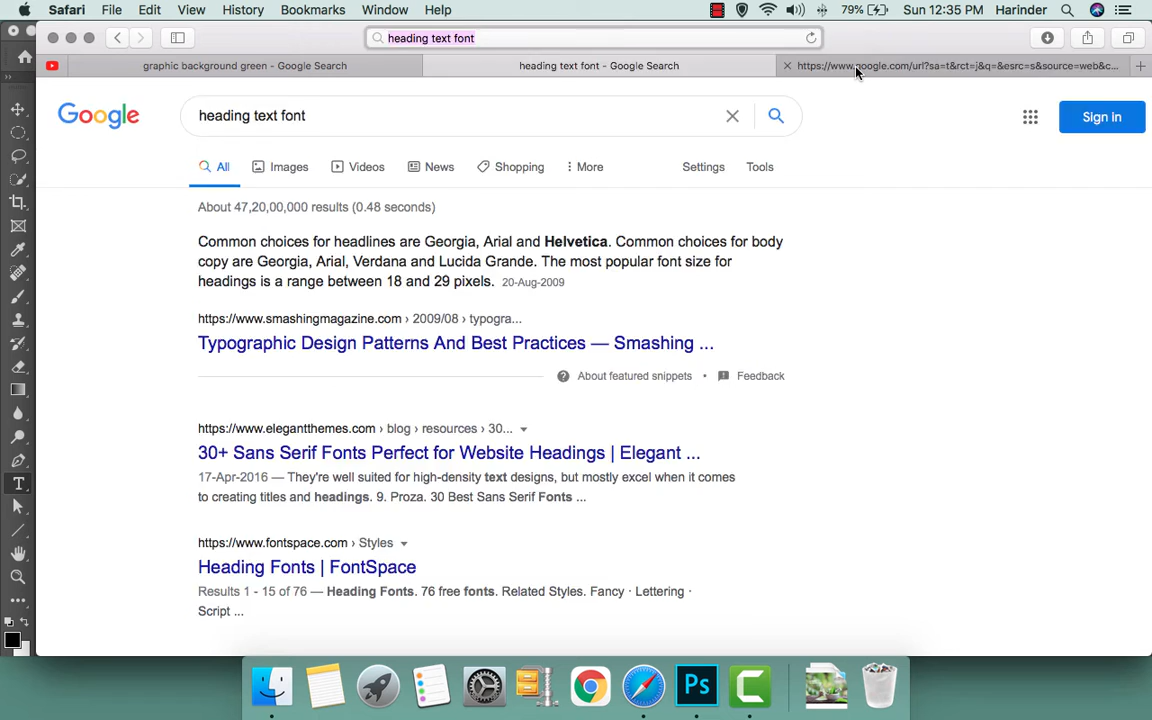 Safari File Edit View History Bookmarks Window Help 79% Sun 12:35 PM Harinder
heading text font
graphic background green - Google Search heading text font - Google Search https://www.google.com/url?sa=t&rct=j&q=&esrc=s&source=web&c...
Google heading text font Sign in
All Images Videos News Shopping More Settings Tools
About 47,20,00,000 results (0.48 seconds)
Common choices for headlines are Georgia, Arial and Helvetica. Common choices for body
copy are Georgia, Arial, Verdana and Lucida Grande. The most popular font size for
headings is a range between 18 and 29 pixels. 20-Aug-2009
https://www.smashingmagazine.com › 2009/08 › typogra...
Typographic Design Patterns And Best Practices — Smashing ...
About featured snippets • Feedback
https://www.elegantthemes.com › blog › resources › 30...
30+ Sans Serif Fonts Perfect for Website Headings | Elegant ...
17-Apr-2016 — They're well suited for high-density text designs, but mostly excel when it comes
to creating titles and headings. 9. Proza. 30 Best Sans Serif Fonts ...
https://www.fontspace.com › Styles
Heading Fonts | FontSpace
Results 1 - 15 of 76 — Heading Fonts. 76 free fonts. Related Styles. Fancy · Lettering ·
Script ...
Ps